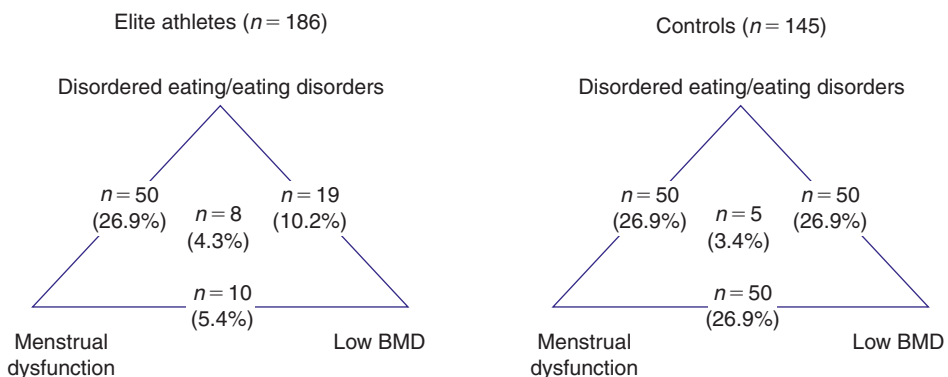 Elite athletes (n = 186)
Disordered eating/eating disorders
n = 50
(26.9%)
n = 8
(4.3%)
n = 19
(10.2%)
n = 10
(5.4%)
Menstrual
dysfunction
Low BMD
Controls (n = 145)
Disordered eating/eating disorders
n = 50
(26.9%)
n = 5
(3.4%)
n = 50
(26.9%)
n = 50
(26.9%)
Menstrual
dysfunction
Low BMD